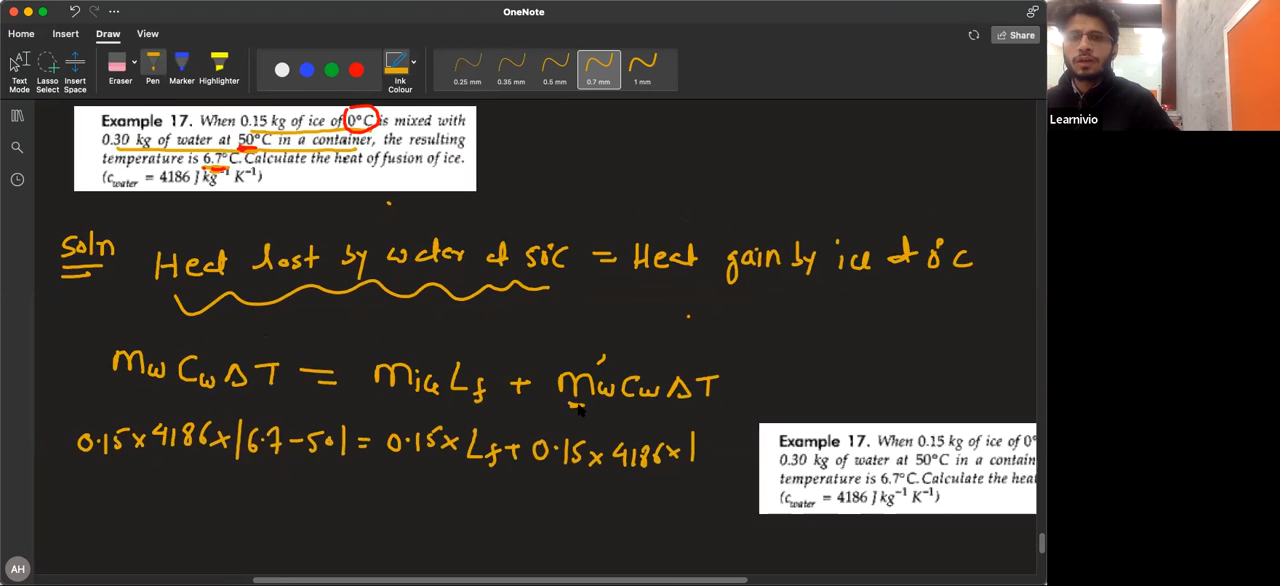 OneNote
Home Insert Draw View
Share
Text Mode
Lasso Select
Insert Space
Eraser
Pen
Marker
Highlighter
Ink Colour
0.25 mm
0.35 mm
0.5 mm
0.7 mm
1 mm
Learnivio
Example 17. When 0.15 kg of ice of 0°C is mixed with
0.30 kg of water at 50°C in a container, the resulting
temperature is 6.7°C. Calculate the heat of fusion of ice.
(c_water = 4186 J kg⁻¹ K⁻¹)
Soln Heat lost by water at 50°C = Heat gain by ice at 0°C
Mw Cw ΔT = mice Lf + m'w Cw ΔT
0.15 × 4186 × |6.7 - 50| = 0.15 × Lf + 0.15 × 4186 × |
Example 17. When 0.15 kg of ice of 0°
0.30 kg of water at 50°C in a contain
temperature is 6.7°C. Calculate the hea
(c_water = 4186 J kg⁻¹ K⁻¹)
AH